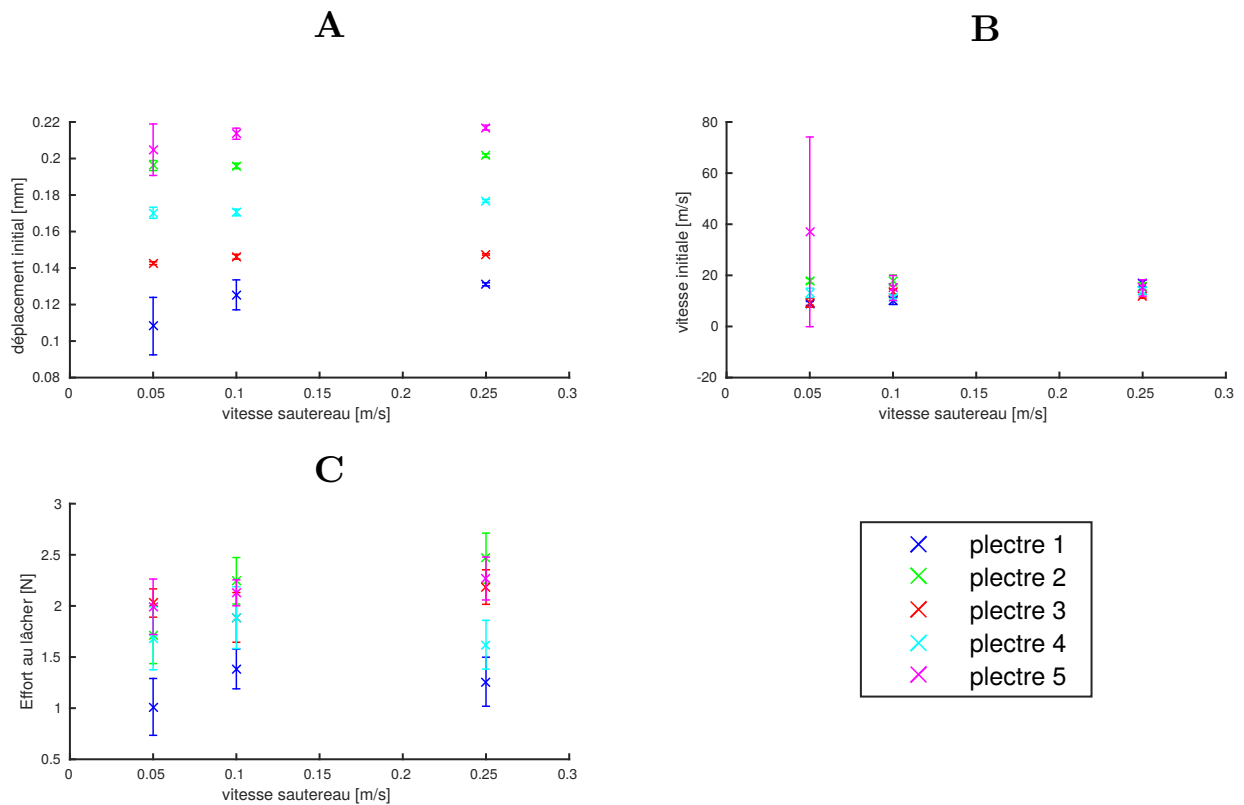 A
0.22
0.2
0.18
0.16
0.14
0.12
0.1
0.08
déplacement initial [mm]
0 0.05 0.1 0.15 0.2 0.25 0.3
vitesse sautereau [m/s]
B
80
60
40
20
0
-20
vitesse initiale [m/s]
0 0.05 0.1 0.15 0.2 0.25 0.3
vitesse sautereau [m/s]
C
3
2.5
2
1.5
1
0.5
Effort au lâcher [N]
0 0.05 0.1 0.15 0.2 0.25 0.3
vitesse sautereau [m/s]
plectre 1
plectre 2
plectre 3
plectre 4
plectre 5